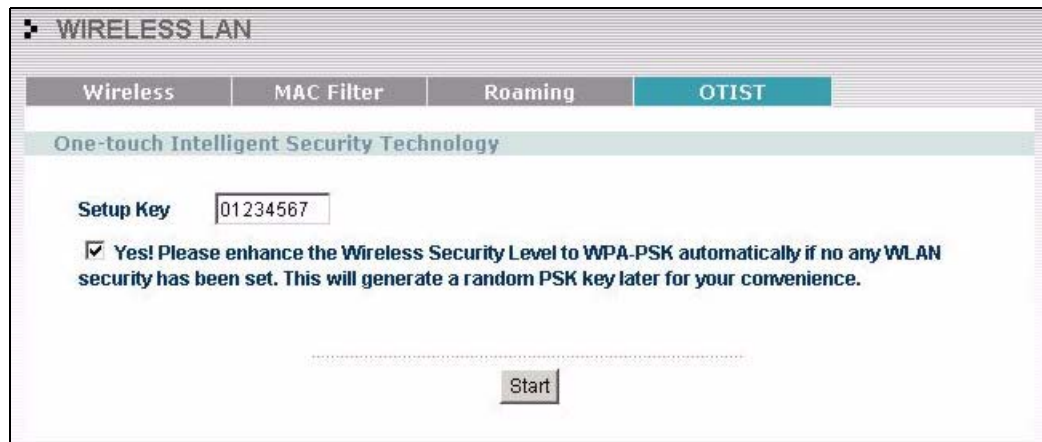 WIRELESS LAN
Wireless MAC Filter Roaming OTIST
One-touch Intelligent Security Technology
Setup Key 01234567
Yes! Please enhance the Wireless Security Level to WPA-PSK automatically if no any WLAN
security has been set. This will generate a random PSK key later for your convenience.
Start